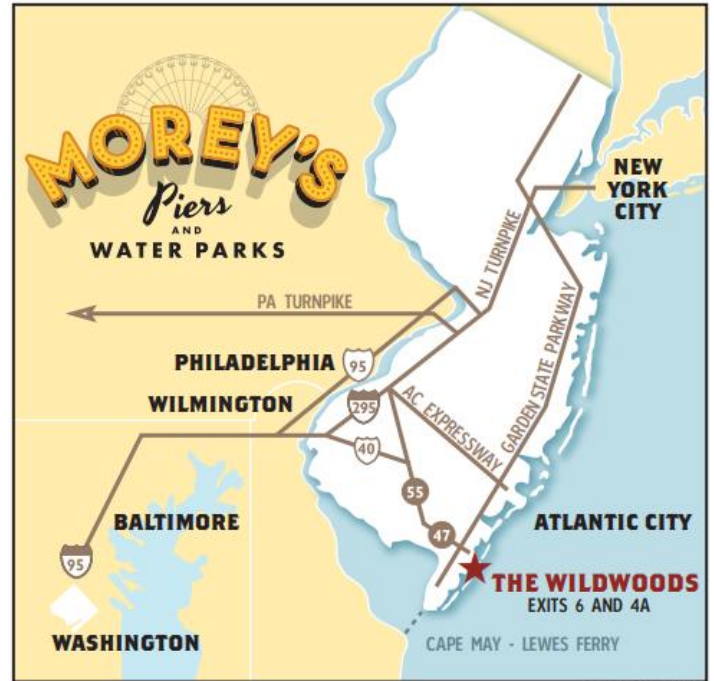 MOREY'S
Piers
AND
WATER PARKS
NEW
YORK
CITY
NJ TURNPIKE
PA TURNPIKE
GARDEN STATE PARKWAY
PHILADELPHIA
95
WILMINGTON
295
AC EXPRESSWAY
40
55
BALTIMORE
ATLANTIC CITY
47
95
THE WILDWOODS
EXITS 6 AND 4A
WASHINGTON
CAPE MAY - LEWES FERRY